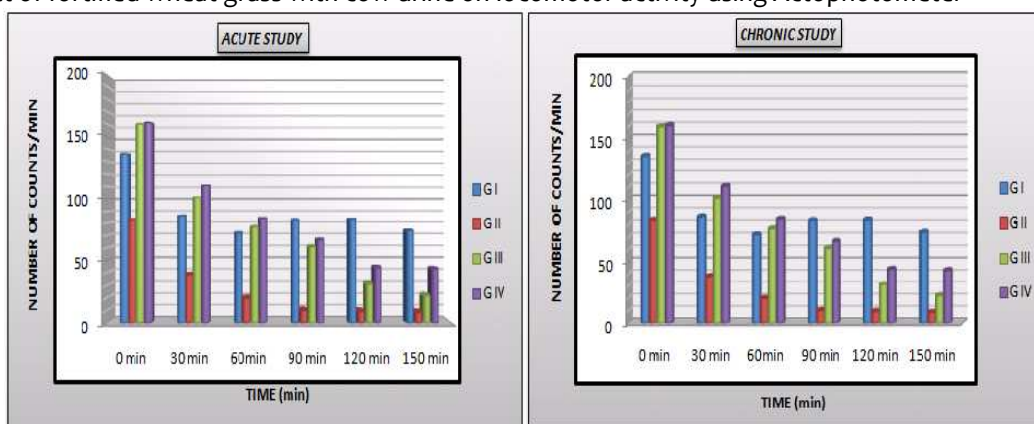 ct of fortified wheat grass with cow urine on locomotor activity using Actophotometer
ACUTE STUDY
NUMBER OF COUNTS/MIN
200
150
100
50
0
0 min 30 min 60min 90 min 120 min 150 min
TIME (min)
G I
G II
G III
G IV
CHRONIC STUDY
NUMBER OF COUNTS/MIN
200
150
100
50
0
0 min 30 min 60 min 90 min 120 min 150 min
TIME (min)
G I
G II
G III
G IV